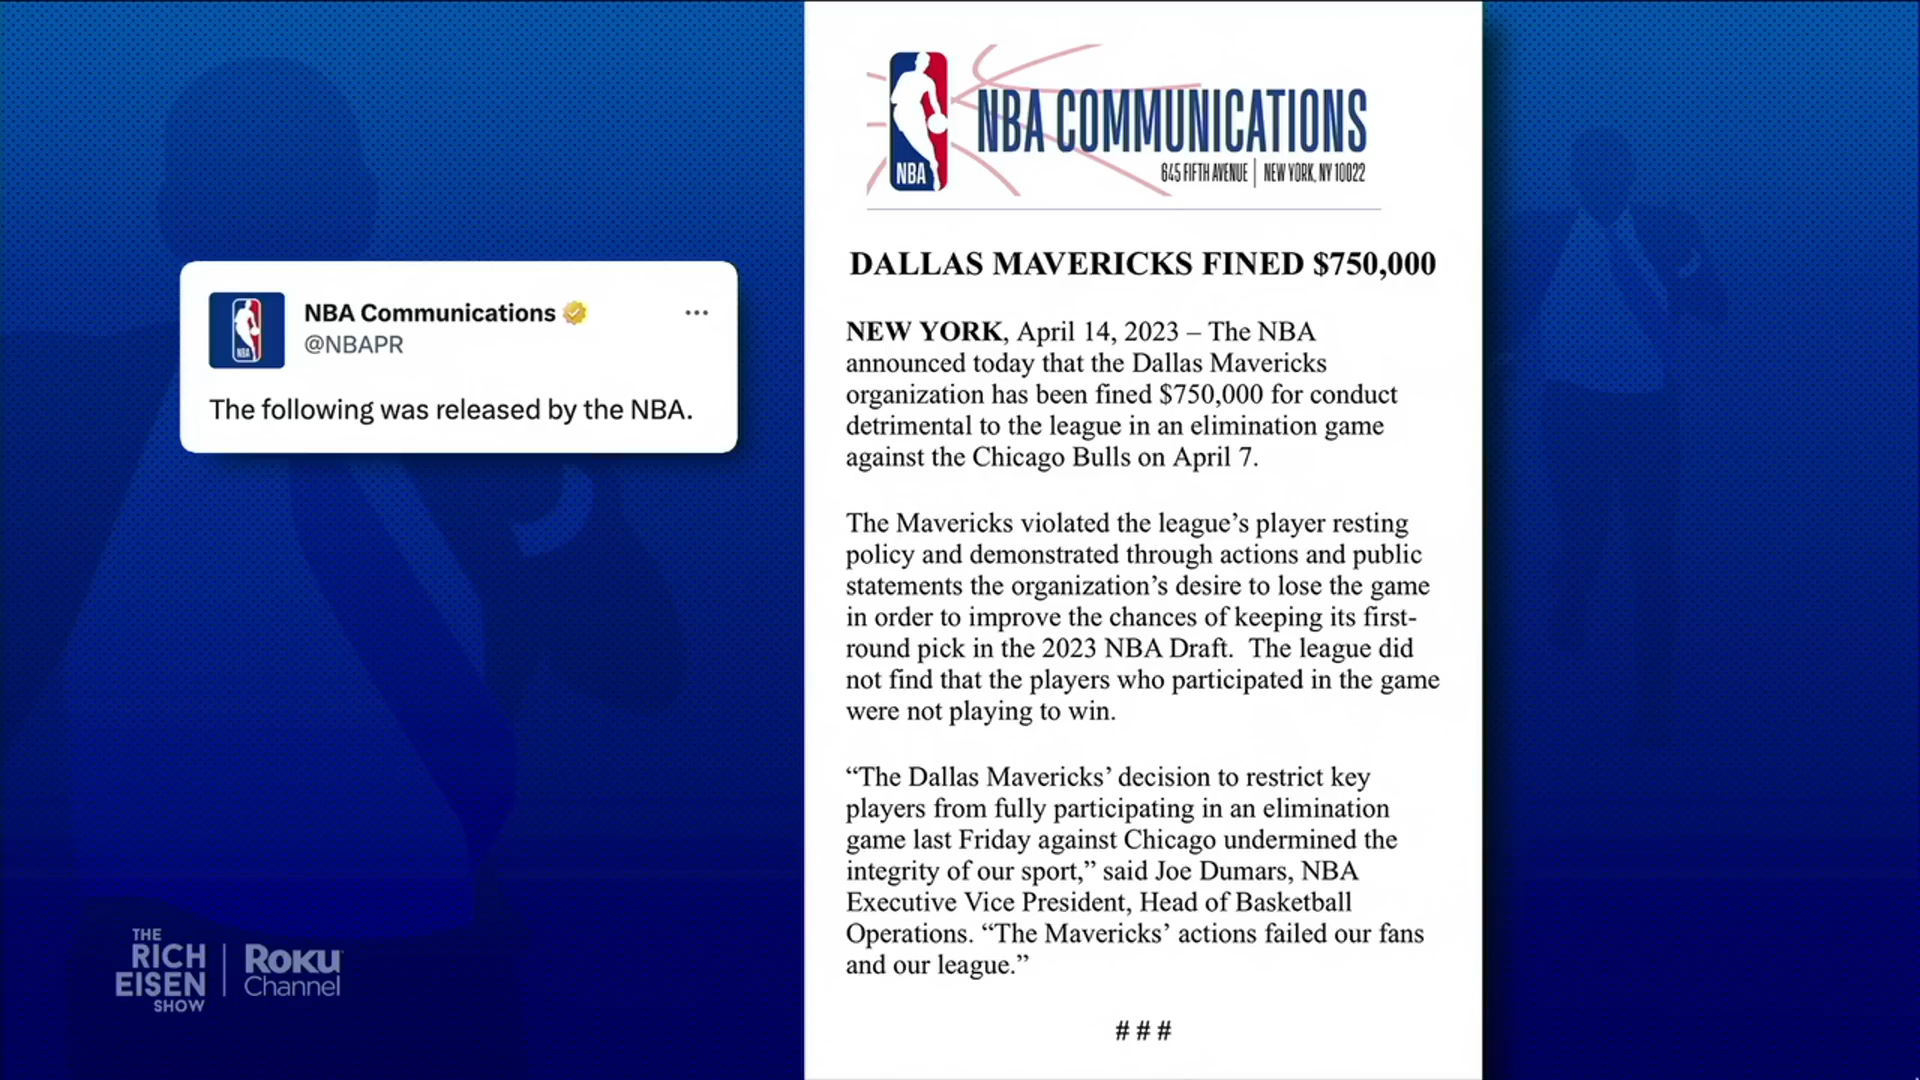 NBA Communications
@NBAPR
The following was released by the NBA.
NBA
NBA
NBA COMMUNICATIONS
645 FIFTH AVENUE | NEW YORK, NY 10022
DALLAS MAVERICKS FINED $750,000
NEW YORK, April 14, 2023 – The NBA
announced today that the Dallas Mavericks
organization has been fined $750,000 for conduct
detrimental to the league in an elimination game
against the Chicago Bulls on April 7.
The Mavericks violated the league’s player resting
policy and demonstrated through actions and public
statements the organization’s desire to lose the game
in order to improve the chances of keeping its first-
round pick in the 2023 NBA Draft.  The league did
not find that the players who participated in the game
were not playing to win.
“The Dallas Mavericks’ decision to restrict key
players from fully participating in an elimination
game last Friday against Chicago undermined the
integrity of our sport,” said Joe Dumars, NBA
Executive Vice President, Head of Basketball
Operations. “The Mavericks’ actions failed our fans
and our league.”
# # #
THE
RICH
EISEN
SHOW
Roku
Channel